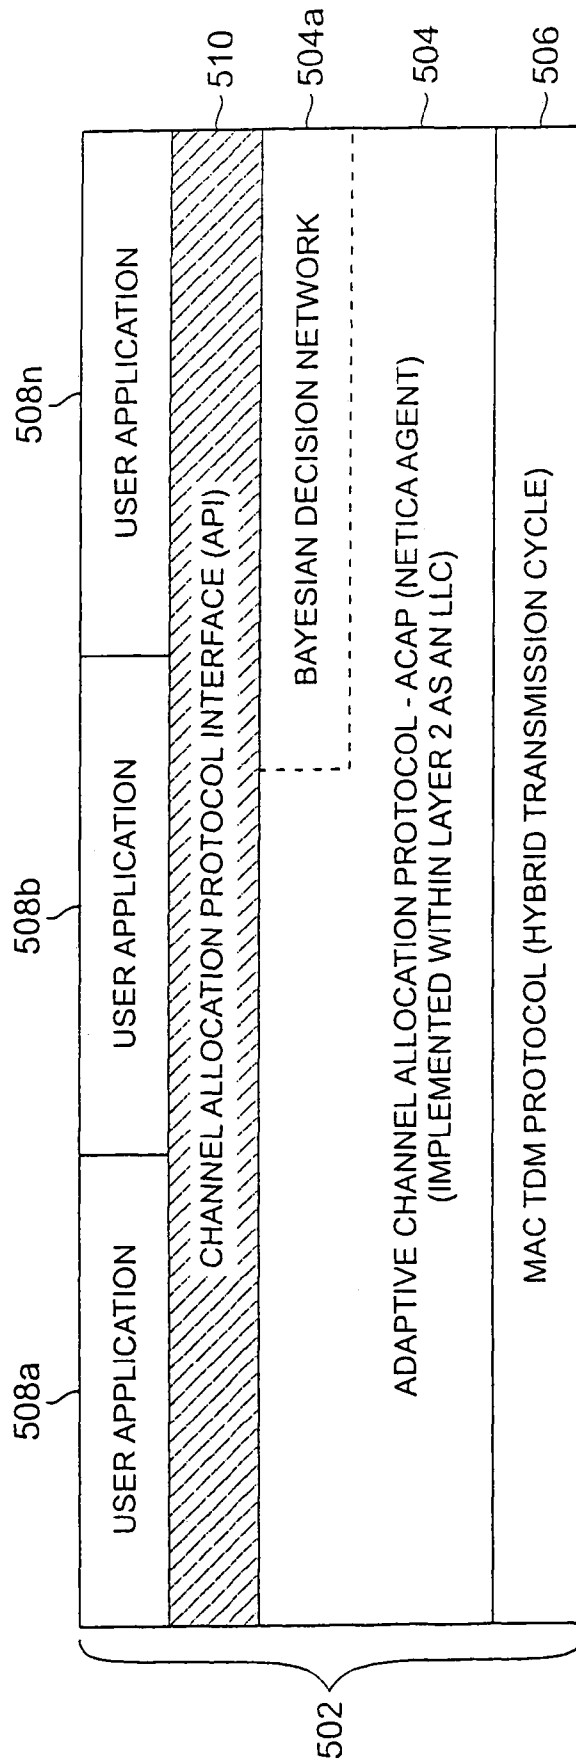 508a
508b
508n
USER APPLICATION
USER APPLICATION
USER APPLICATION
510
CHANNEL ALLOCATION PROTOCOL INTERFACE (API)
504a
BAYESIAN DECISION NETWORK
504
ADAPTIVE CHANNEL ALLOCATION PROTOCOL - ACAP (NETICA AGENT)
(IMPLEMENTED WITHIN LAYER 2 AS AN LLC)
506
MAC TDM PROTOCOL (HYBRID TRANSMISSION CYCLE)
502